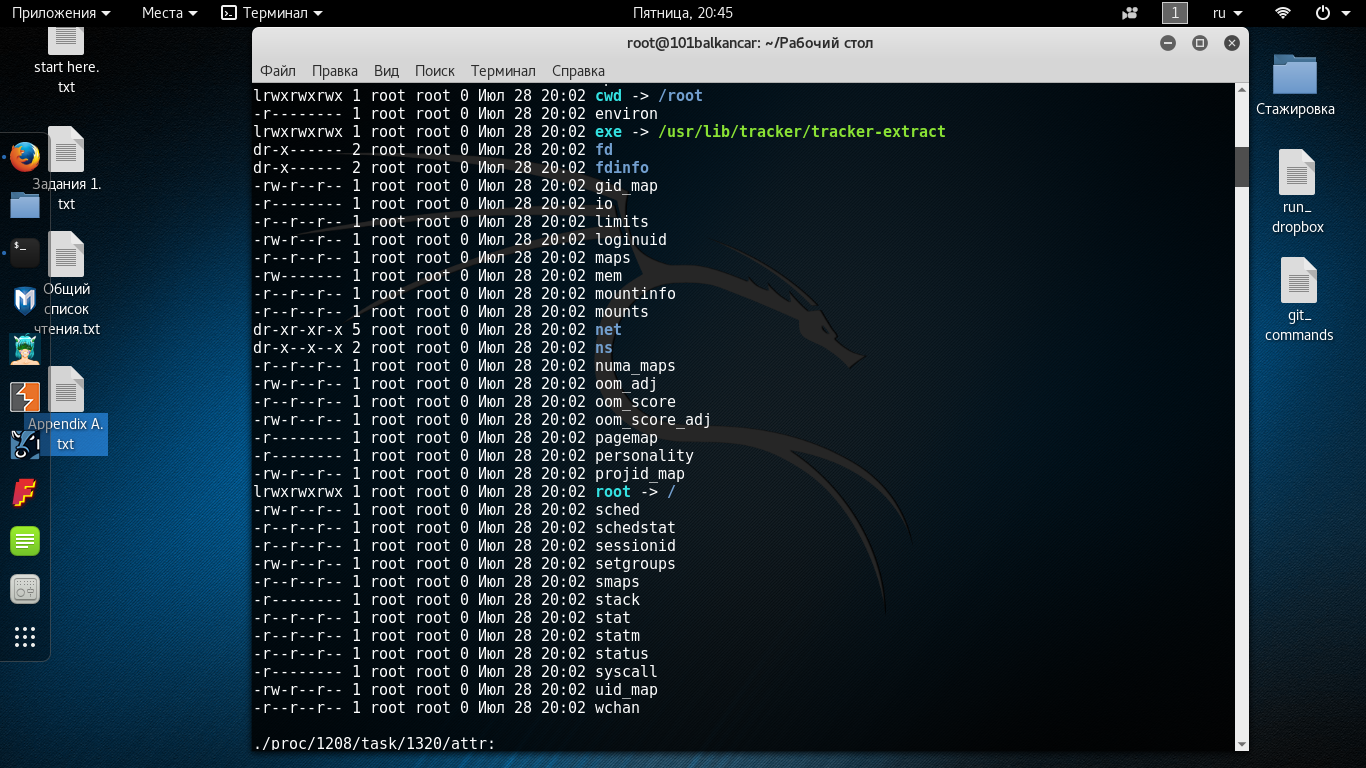 Приложения Места Терминал Пятница, 20:45 1 ru
start here.
txt
Задания 1.
txt
Общий
список
чтения.txt
Appendix A.
txt
root@101balkancar: ~/Рабочий стол
Файл Правка Вид Поиск Терминал Справка
lrwxrwxrwx 1 root root 0 Июл 28 20:02 cwd -> /root
-r-------- 1 root root 0 Июл 28 20:02 environ
lrwxrwxrwx 1 root root 0 Июл 28 20:02 exe -> /usr/lib/tracker/tracker-extract
dr-x------ 2 root root 0 Июл 28 20:02 fd
dr-x------ 2 root root 0 Июл 28 20:02 fdinfo
-rw-r--r-- 1 root root 0 Июл 28 20:02 gid_map
-r-------- 1 root root 0 Июл 28 20:02 io
-r--r--r-- 1 root root 0 Июл 28 20:02 limits
-rw-r--r-- 1 root root 0 Июл 28 20:02 loginuid
-r--r--r-- 1 root root 0 Июл 28 20:02 maps
-rw------- 1 root root 0 Июл 28 20:02 mem
-r--r--r-- 1 root root 0 Июл 28 20:02 mountinfo
-r--r--r-- 1 root root 0 Июл 28 20:02 mounts
dr-xr-xr-x 5 root root 0 Июл 28 20:02 net
dr-x--x--x 2 root root 0 Июл 28 20:02 ns
-r--r--r-- 1 root root 0 Июл 28 20:02 numa_maps
-rw-r--r-- 1 root root 0 Июл 28 20:02 oom_adj
-r--r--r-- 1 root root 0 Июл 28 20:02 oom_score
-rw-r--r-- 1 root root 0 Июл 28 20:02 oom_score_adj
-r-------- 1 root root 0 Июл 28 20:02 pagemap
-r-------- 1 root root 0 Июл 28 20:02 personality
-rw-r--r-- 1 root root 0 Июл 28 20:02 projid_map
lrwxrwxrwx 1 root root 0 Июл 28 20:02 root -> /
-rw-r--r-- 1 root root 0 Июл 28 20:02 sched
-r--r--r-- 1 root root 0 Июл 28 20:02 schedstat
-r--r--r-- 1 root root 0 Июл 28 20:02 sessionid
-rw-r--r-- 1 root root 0 Июл 28 20:02 setgroups
-r--r--r-- 1 root root 0 Июл 28 20:02 smaps
-r-------- 1 root root 0 Июл 28 20:02 stack
-r--r--r-- 1 root root 0 Июл 28 20:02 stat
-r--r--r-- 1 root root 0 Июл 28 20:02 statm
-r--r--r-- 1 root root 0 Июл 28 20:02 status
-r-------- 1 root root 0 Июл 28 20:02 syscall
-rw-r--r-- 1 root root 0 Июл 28 20:02 uid_map
-r--r--r-- 1 root root 0 Июл 28 20:02 wchan
./proc/1208/task/1320/attr:
Стажировка
run_
dropbox
git_
commands